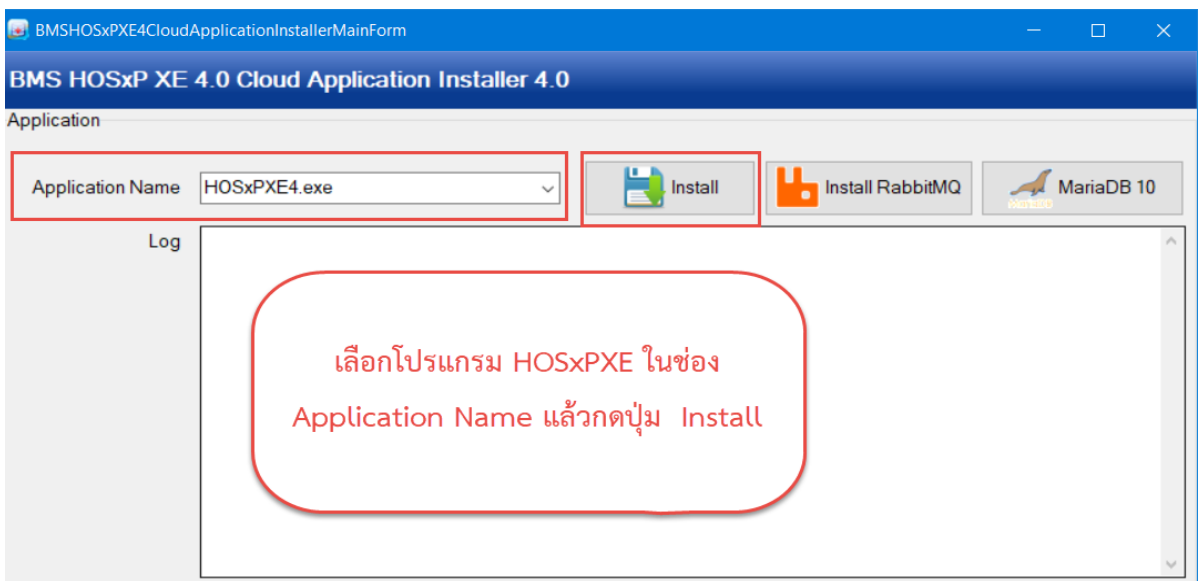 BMSHOSxPXE4CloudApplicationInstallerMainForm
BMS HOSxP XE 4.0 Cloud Application Installer 4.0
Application
Application Name HOSxPXE4.exe Install Install RabbitMQ MariaDB 10
Log
เลือกโปรแกรม HOSxPXE ในช่อง
Application Name แล้วกดปุ่ม Install